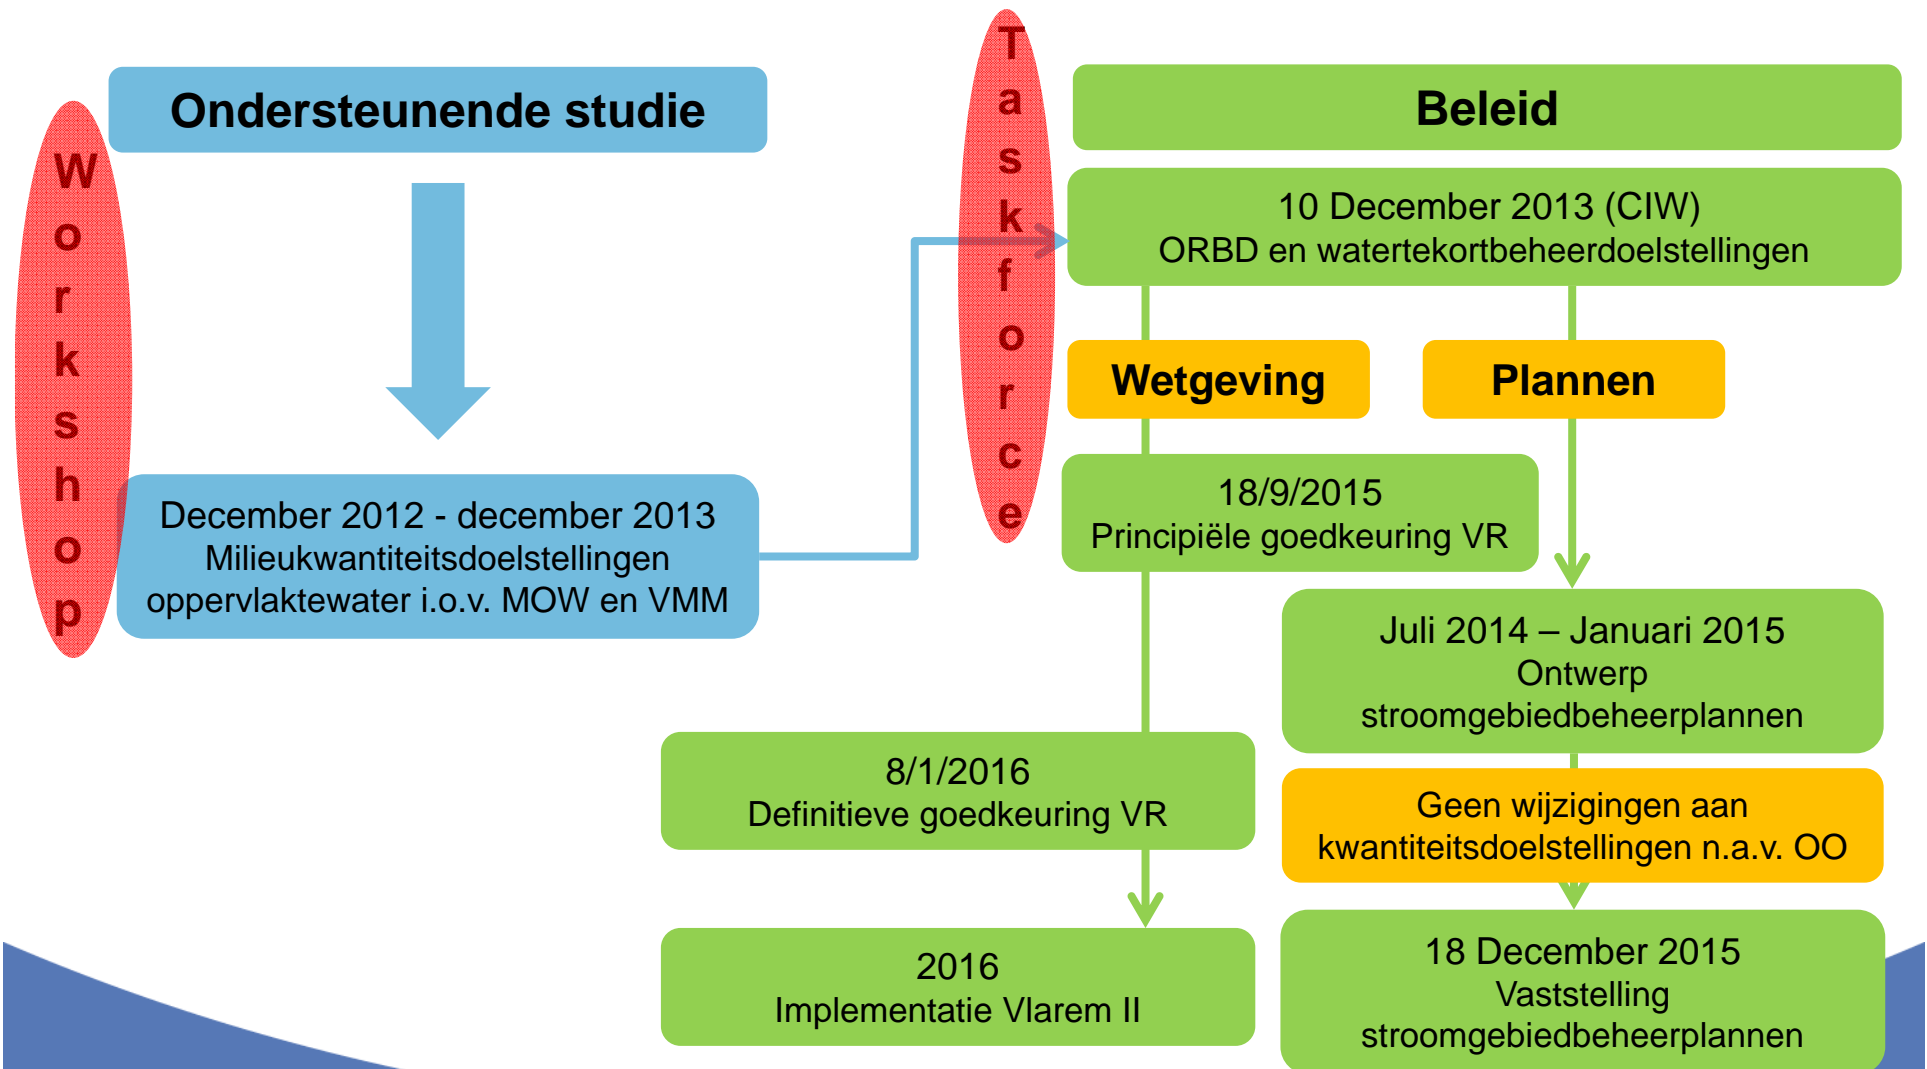 Workshop
Ondersteunende studie
December 2012 - december 2013
Milieukwantiteitsdoelstellingen
oppervlaktewater i.o.v. MOW en VMM
Taskforce
Beleid
10 December 2013 (CIW)
ORBD en watertekortbeheerdoelstellingen
Wetgeving
Plannen
18/9/2015
Principiële goedkeuring VR
Juli 2014 – Januari 2015
Ontwerp
stroomgebiedbeheerplannen
8/1/2016
Definitieve goedkeuring VR
Geen wijzigingen aan
kwantiteitsdoelstellingen n.a.v. OO
2016
Implementatie Vlarem II
18 December 2015
Vaststelling
stroomgebiedbeheerplannen